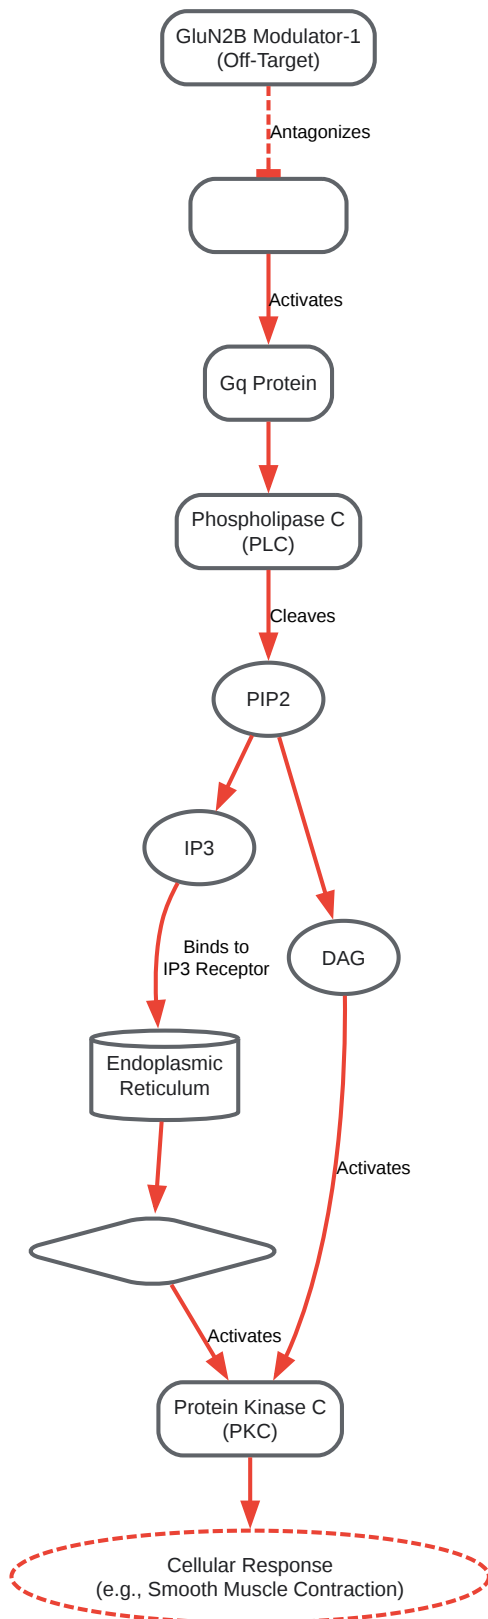 GluN2B Modulator-1
(Off-Target)
Antagonizes
Activates
Gq Protein
Phospholipase C
(PLC)
Cleaves
PIP2
IP3
Binds to
IP3 Receptor
DAG
Endoplasmic
Reticulum
Activates
Activates
Protein Kinase C
(PKC)
Cellular Response
(e.g., Smooth Muscle Contraction)